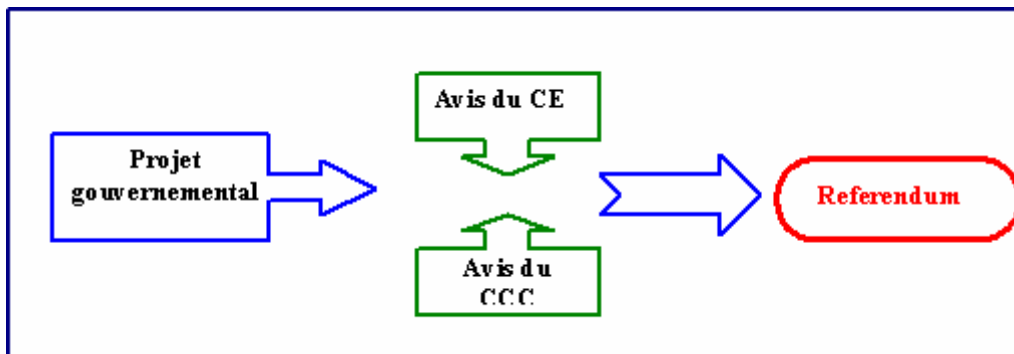 Avis du CE
Projet
gouvernemental
Referendum
Avis du
CCC